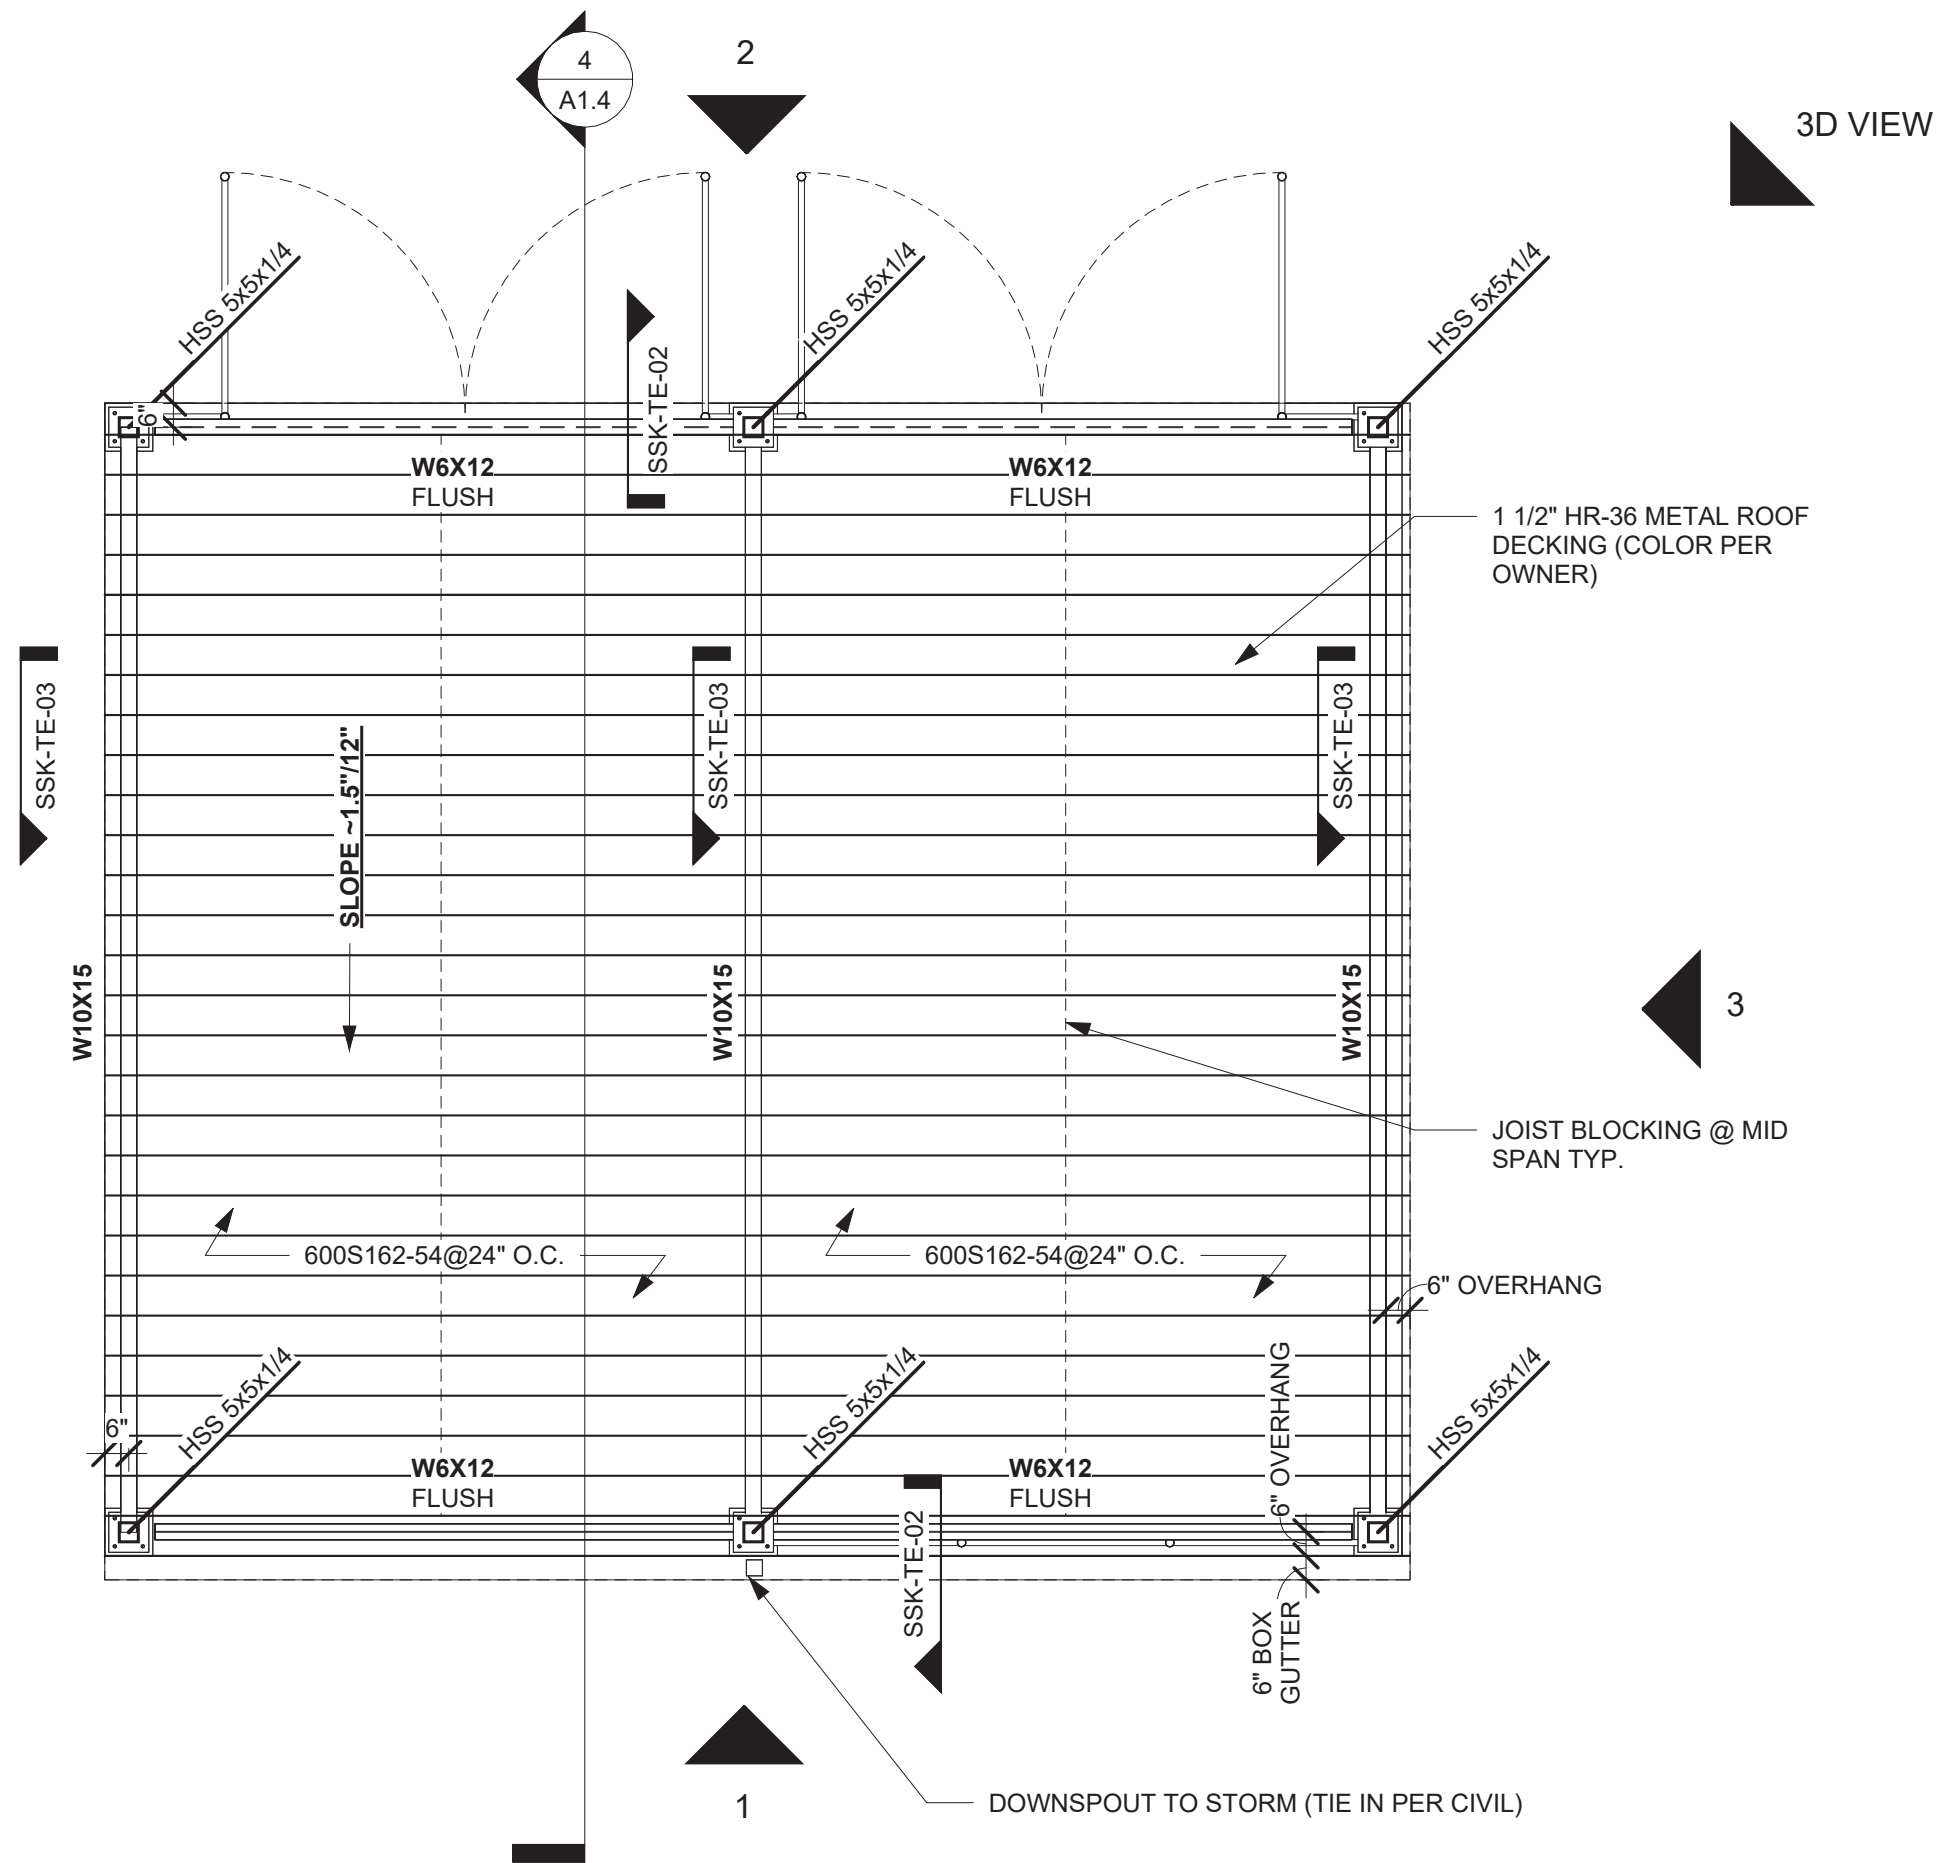 4
A1.4
2
3D VIEW
HSS 5x5x1/4
HSS 5x5x1/4
HSS 5x5x1/4
6"
SSK-TE-02
W6X12
FLUSH
W6X12
FLUSH
1 1/2" HR-36 METAL ROOF
DECKING (COLOR PER
OWNER)
SSK-TE-03
SSK-TE-03
SSK-TE-03
SLOPE ~1.5"/12"
W10X15
W10X15
W10X15
3
JOIST BLOCKING @ MID
SPAN TYP.
600S162-54@24" O.C.
600S162-54@24" O.C.
6" OVERHANG
6"
HSS 5x5x1/4
HSS 5x5x1/4
6" OVERHANG
HSS 5x5x1/4
W6X12
FLUSH
W6X12
FLUSH
SSK-TE-02
6" BOX
GUTTER
1
DOWNSPOUT TO STORM (TIE IN PER CIVIL)